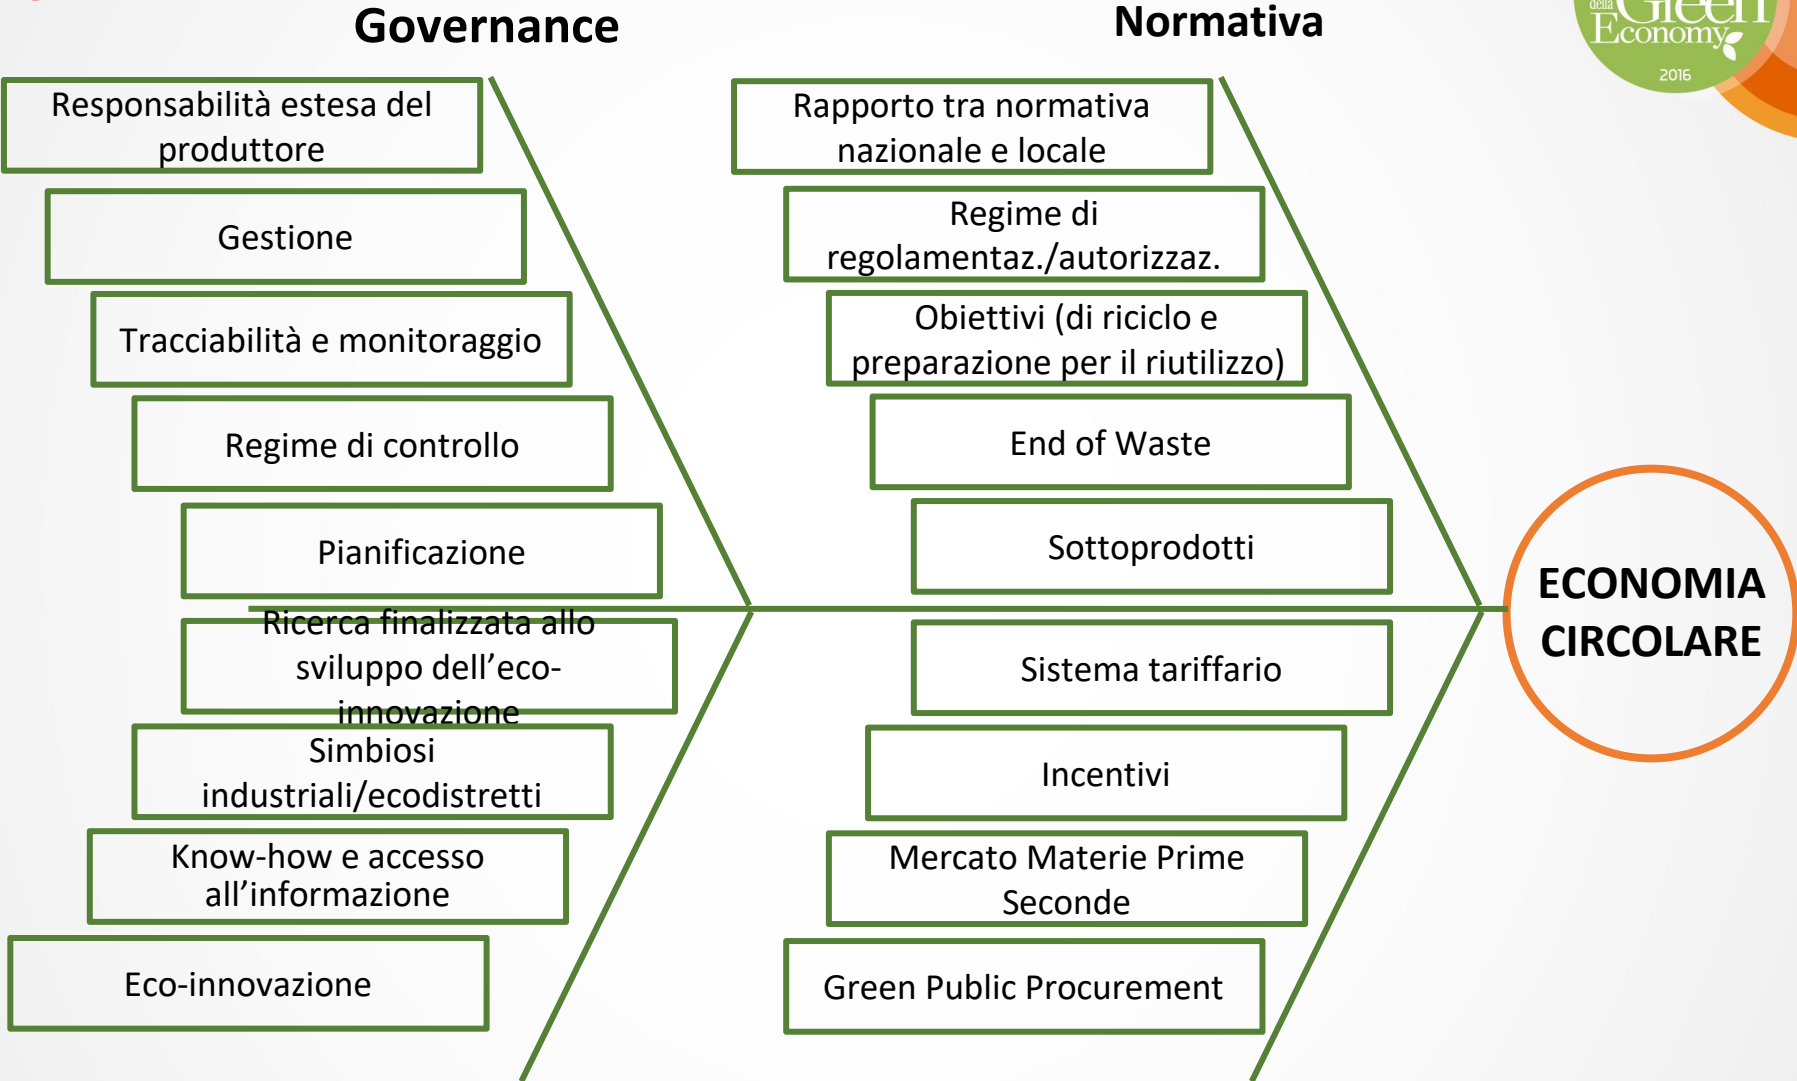 Governance
Normativa
della
Green
Economy
2016
Responsabilità estesa del
produttore
Gestione
Tracciabilità e monitoraggio
Regime di controllo
Pianificazione
Ricerca finalizzata allo
sviluppo dell’eco-
innovazione
Simbiosi
industriali/ecodistretti
Know-how e accesso
all’informazione
Eco-innovazione
Rapporto tra normativa
nazionale e locale
Regime di
regolamentaz./autorizzaz.
Obiettivi (di riciclo e
preparazione per il riutilizzo)
End of Waste
Sottoprodotti
Sistema tariffario
Incentivi
Mercato Materie Prime
Seconde
Green Public Procurement
ECONOMIA
CIRCOLARE